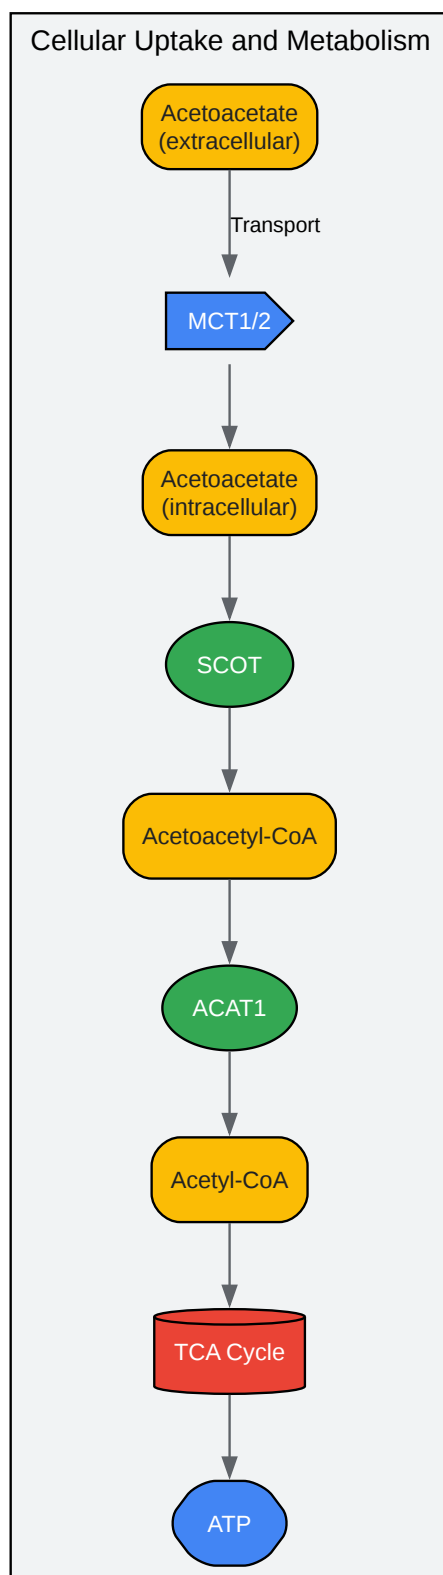 Cellular Uptake and Metabolism
Acetoacetate
(extracellular)
Transport
MCT1/2
Acetoacetate
(intracellular)
SCOT
Acetoacetyl-CoA
ACAT1
Acetyl-CoA
TCA Cycle
ATP